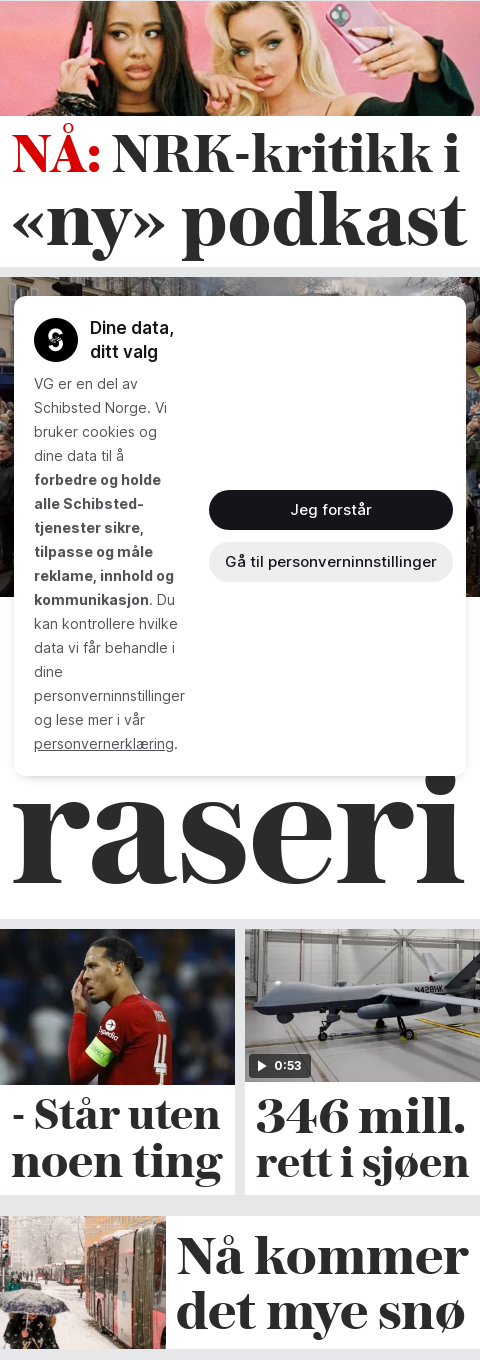 NÅ: NRK-kritikk i
«ny» podkast
Dine data,
ditt valg
VG er en del av
Schibsted Norge. Vi
bruker cookies og
dine data til å
forbedre og holde
alle Schibsted-
tjenester sikre,
tilpasse og måle
reklame, innhold og
kommunikasjon. Du
kan kontrollere hvilke
data vi får behandle i
dine
personverninnstillinger
og lese mer i vår
personvernerklæring.
Jeg forstår
Gå til personverninnstillinger
raseri
4
N428HK
0:53
- Står uten
noen ting
346 mill.
rett i sjøen
Nå kommer
det mye snø